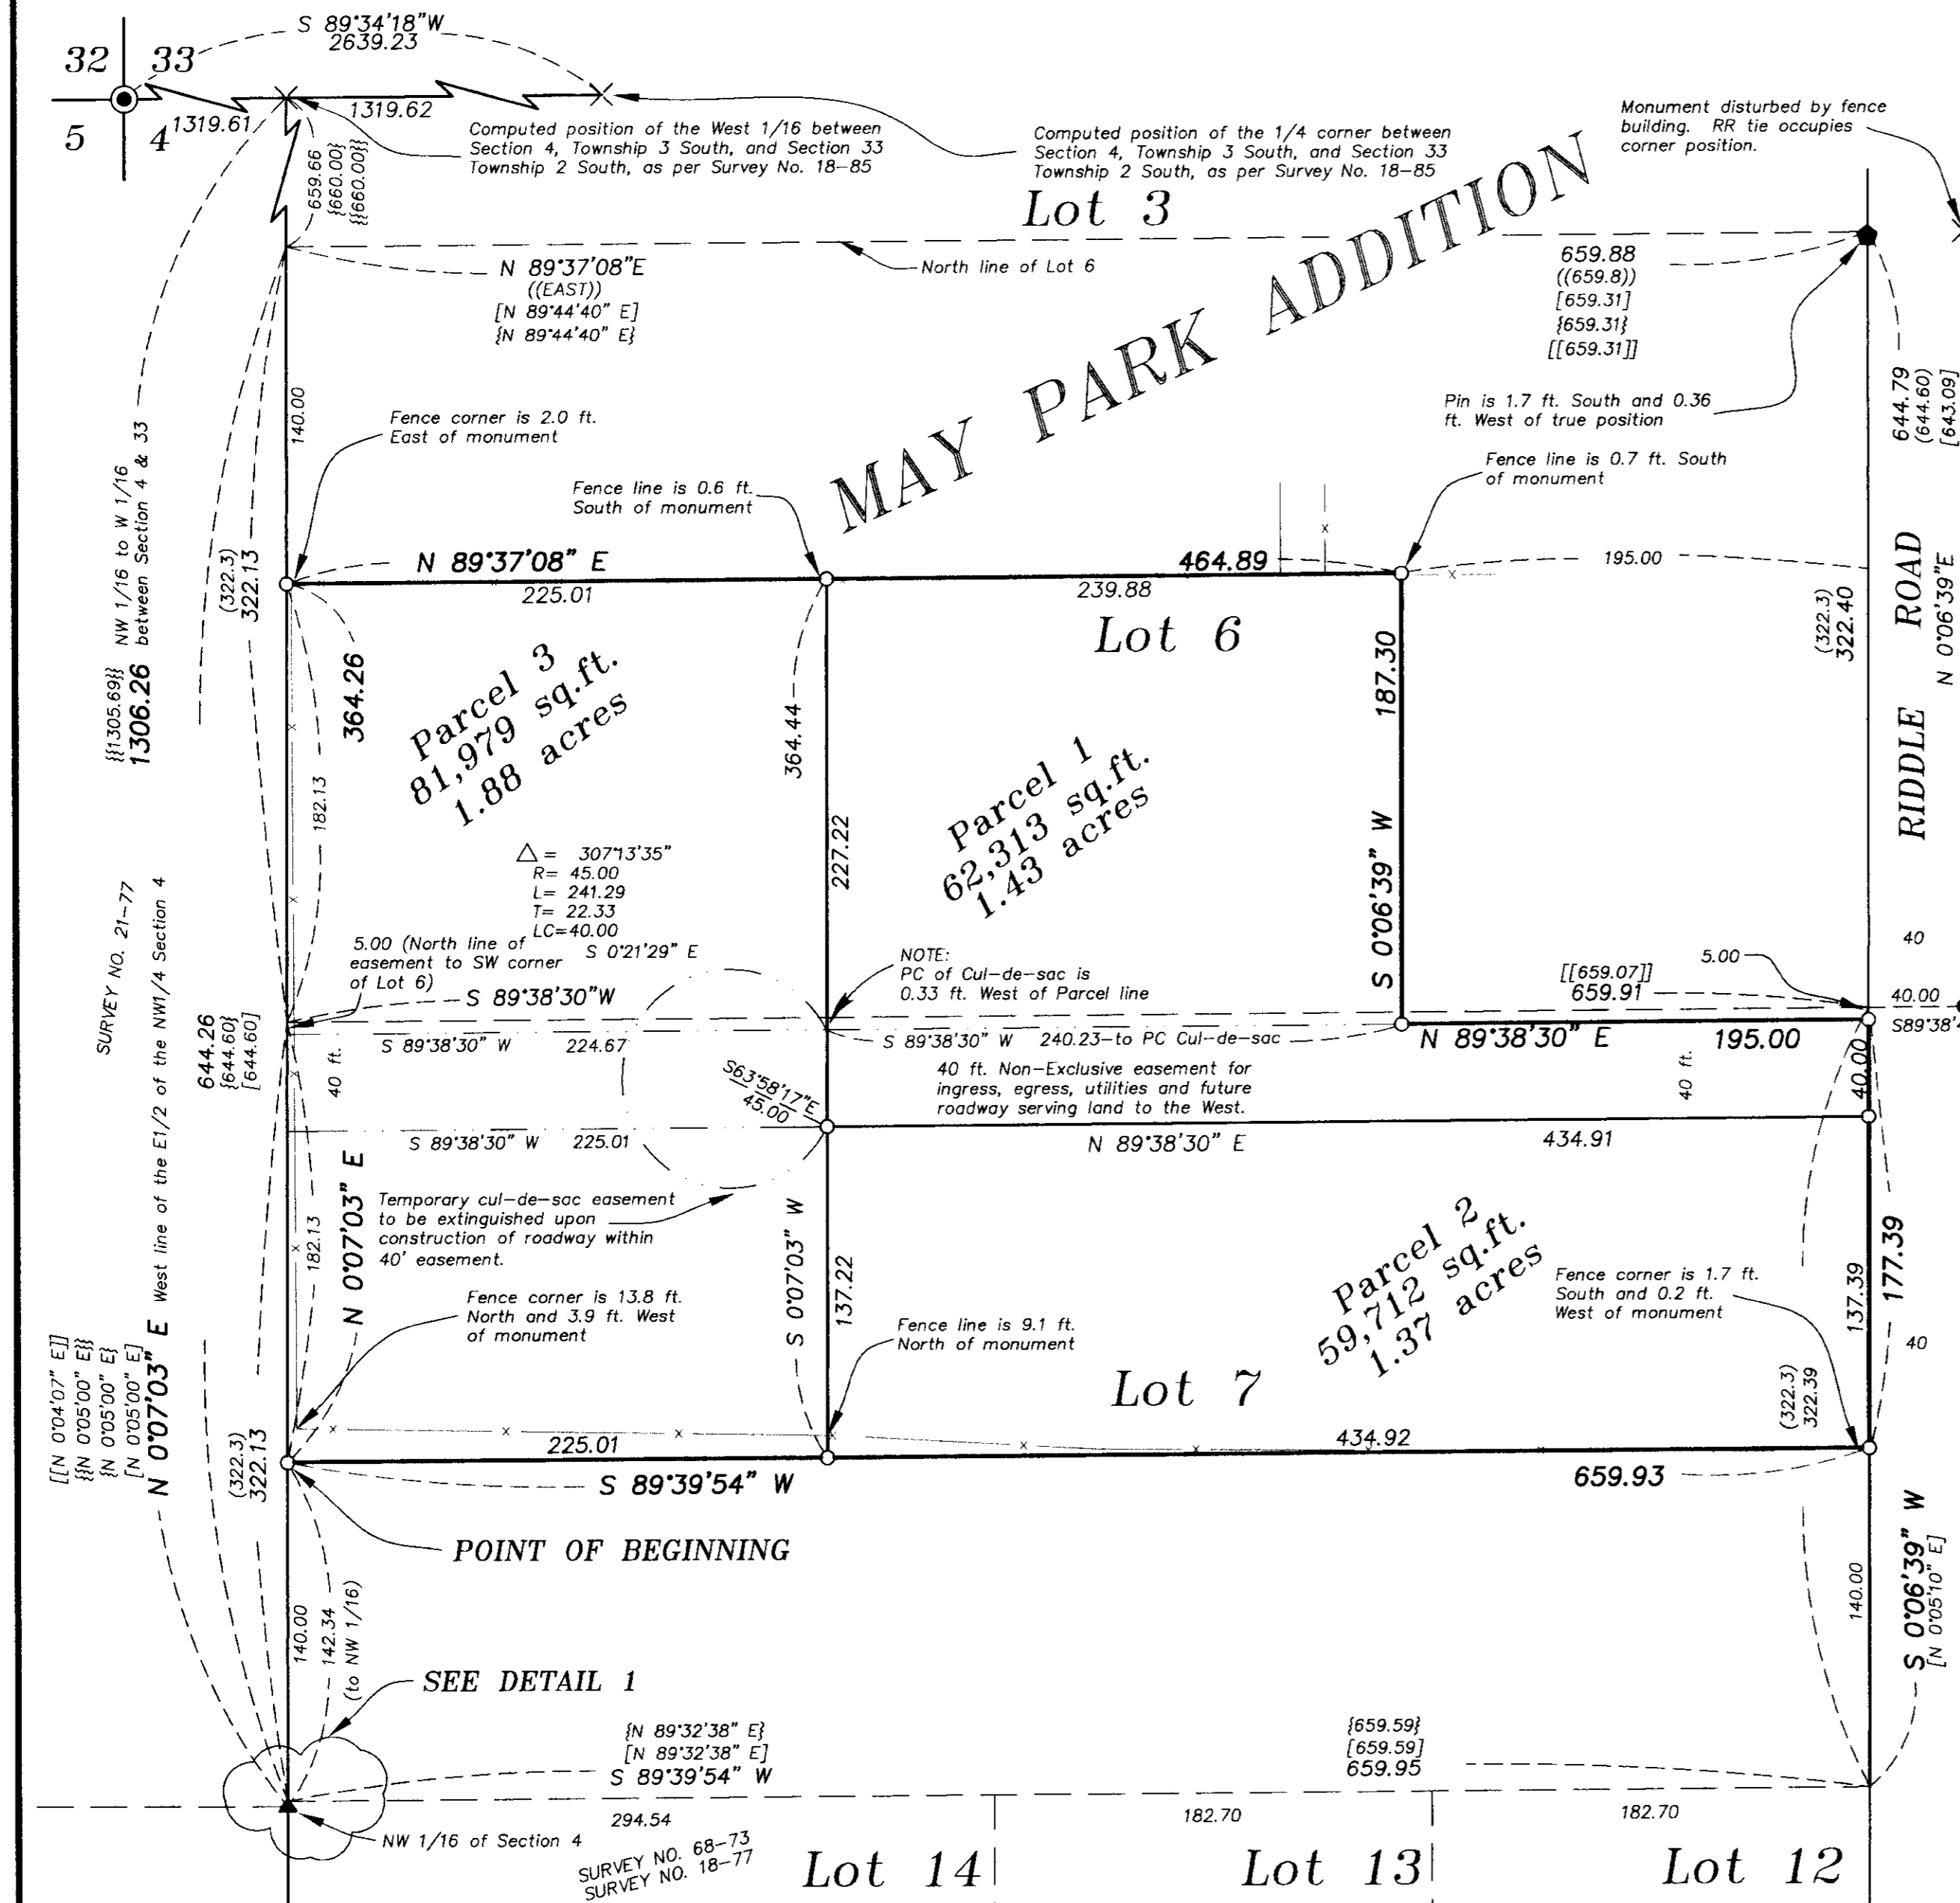 S 89°34'18"W
2639.23
32 33
5 4
1319.61
1319.62
659.66
{660.00}
{{660.00}}
Computed position of the West 1/16 between
Section 4, Township 3 South, and Section 33
Township 2 South, as per Survey No. 18-85
Computed position of the 1/4 corner between
Section 4, Township 3 South, and Section 33
Township 2 South, as per Survey No. 18-85
Monument disturbed by fence
building. RR tie occupies
corner position.
Lot 3
MAY PARK ADDITION
North line of Lot 6
N 89°37'08"E
((EAST))
[N 89°44'40" E]
{N 89°44'40" E}
659.88
((659.8))
[659.31]
{659.31}
[[659.31]]
Pin is 1.7 ft. South and 0.36
ft. West of true position
644.79
(644.60)
[643.09]
140.00
Fence corner is 2.0 ft.
East of monument
Fence line is 0.6 ft.
South of monument
Fence line is 0.7 ft. South
of monument
{{1305.69}} NW 1/16 to W 1/16
1306.26 between Section 4 & 33
(322.3)
322.13
N 89°37'08" E
464.89
195.00
225.01
239.88
Lot 6
(322.3)
322.40
RIDDLE ROAD
N 0°06'39"E
364.26
182.13
Parcel 3
81,979 sq.ft.
1.88 acres
364.44
227.22
Parcel 1
62,313 sq.ft.
1.43 acres
187.30
S 0°06'39" W
△ = 307°13'35"
R= 45.00
L= 241.29
T= 22.33
LC=40.00
S 0°21'29" E
5.00 (North line of
easement to SW corner
of Lot 6)
NOTE:
PC of Cul-de-sac is
0.33 ft. West of Parcel line
[[659.07]]
659.91
5.00
40
40.00
S 89°38'30"W
S 89°38'30" W 224.67
S 89°38'30" W 240.23-to PC Cul-de-sac
N 89°38'30" E 195.00
S89°38'
SURVEY NO. 21-77
West line of the E1/2 of the NW1/4 Section 4
644.26
{644.60}
[644.60]
40 ft.
S63°58'17"E
45.00
40 ft. Non-Exclusive easement for
ingress, egress, utilities and future
roadway serving land to the West.
40 ft.
40.00
S 89°38'30" W 225.01
N 89°38'30" E
434.91
N 0°07'03" E
182.13
Temporary cul-de-sac easement
to be extinguished upon
construction of roadway within
40' easement.
S 0°07'03" W
137.22
Parcel 2
59,712 sq.ft.
1.37 acres
Fence corner is 1.7 ft.
South and 0.2 ft.
West of monument
137.39
177.39
40
Fence corner is 13.8 ft.
North and 3.9 ft. West
of monument
Fence line is 9.1 ft.
North of monument
Lot 7
(322.3)
322.39
[[N 0°04'07" E]]
{{N 0°05'00" E}}
{N 0°05'00" E}
[N 0°05'00" E]
N 0°07'03" E
(322.3)
322.13
225.01
434.92
S 89°39'54" W
659.93
POINT OF BEGINNING
140.00
142.34
(to NW 1/16)
140.00
S 0°06'39" W
[N 0°05'10" E]
SEE DETAIL 1
{N 89°32'38" E}
[N 89°32'38" E]
S 89°39'54" W
{659.59}
[659.59]
659.95
294.54
182.70
182.70
NW 1/16 of Section 4
SURVEY NO. 68-73
SURVEY NO. 18-77
Lot 14
Lot 13
Lot 12